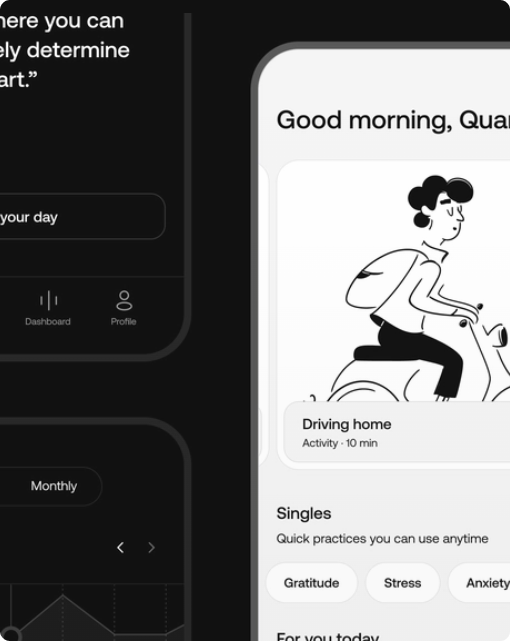 here you can
ely determine
art.”
your day
Dashboard
Profile
Monthly
Good morning, Qua
Driving home
Activity · 10 min
Singles
Quick practices you can use anytime
Gratitude
Stress
Anxiety
For you today